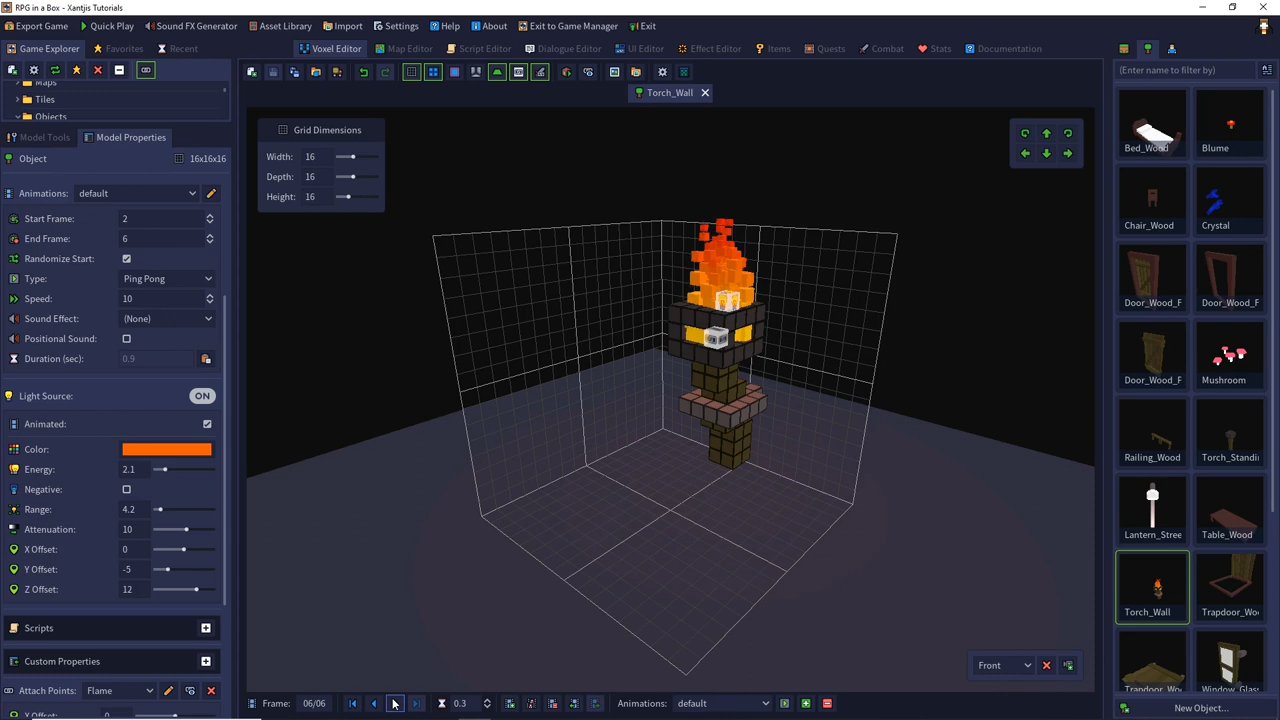 RPG in a Box - Xantjis Tutorials
Export Game Quick Play Sound FX Generator Asset Library Import Settings Help About Exit to Game Manager Exit
Game Explorer Favorites Recent Voxel Editor Map Editor Script Editor Dialogue Editor UI Editor Effect Editor Items Quests Combat Stats Documentation
(Enter name to filter by)
Maps
Tiles
Objects
Torch_Wall
Model Tools Model Properties
Object 16x16x16
Animations: default
Start Frame: 2
End Frame: 6
Randomize Start:
Type: Ping Pong
Speed: 10
Sound Effect: (None)
Positional Sound:
Duration (sec): 0.9
Light Source: ON
Animated:
Color:
Energy: 2.1
Negative:
Range: 4.2
Attenuation: 10
X Offset: 0
Y Offset: -5
Z Offset: 12
Scripts
Custom Properties
Attach Points: Flame
X Offset: 0
Grid Dimensions
Width: 16
Depth: 16
Height: 16
Front
Frame: 06/06 0.3 Animations: default
Bed_Wood Blume
Chair_Wood Crystal
Door_Wood_F Door_Wood_F
Door_Wood_F Mushroom
Railing_Wood Torch_Standi
Lantern_Stree Table_Wood
Torch_Wall Trapdoor_Woo
Trapdoor_Woo Window_Glass
New Object...